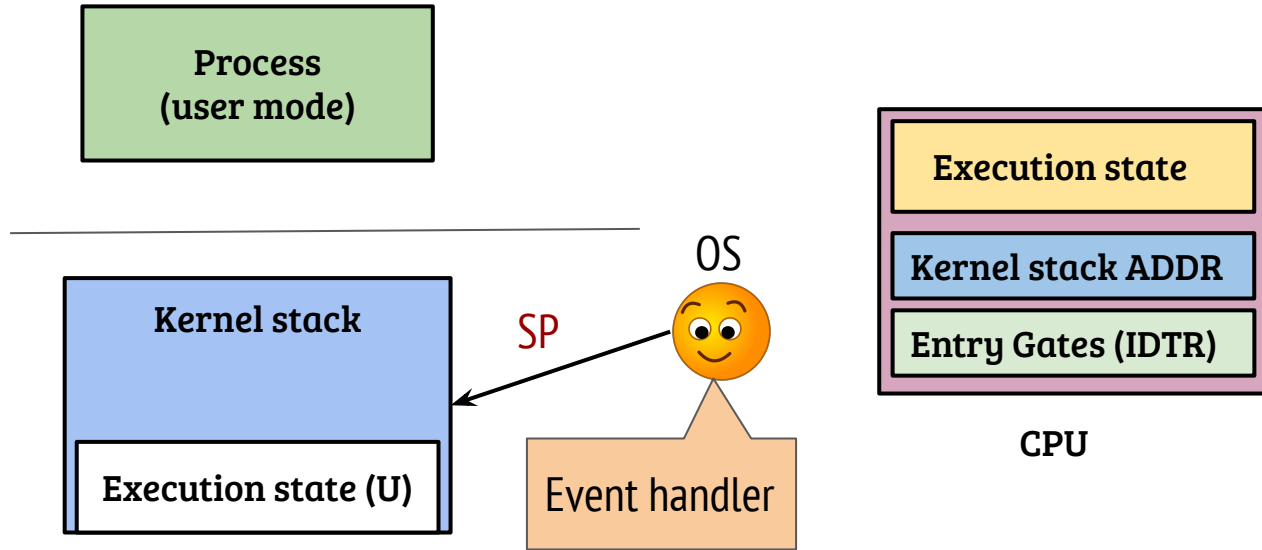 Process
(user mode)
Execution state
OS
Kernel stack ADDR
Kernel stack
SP
Entry Gates (IDTR)
CPU
Execution state (U)
Event handler